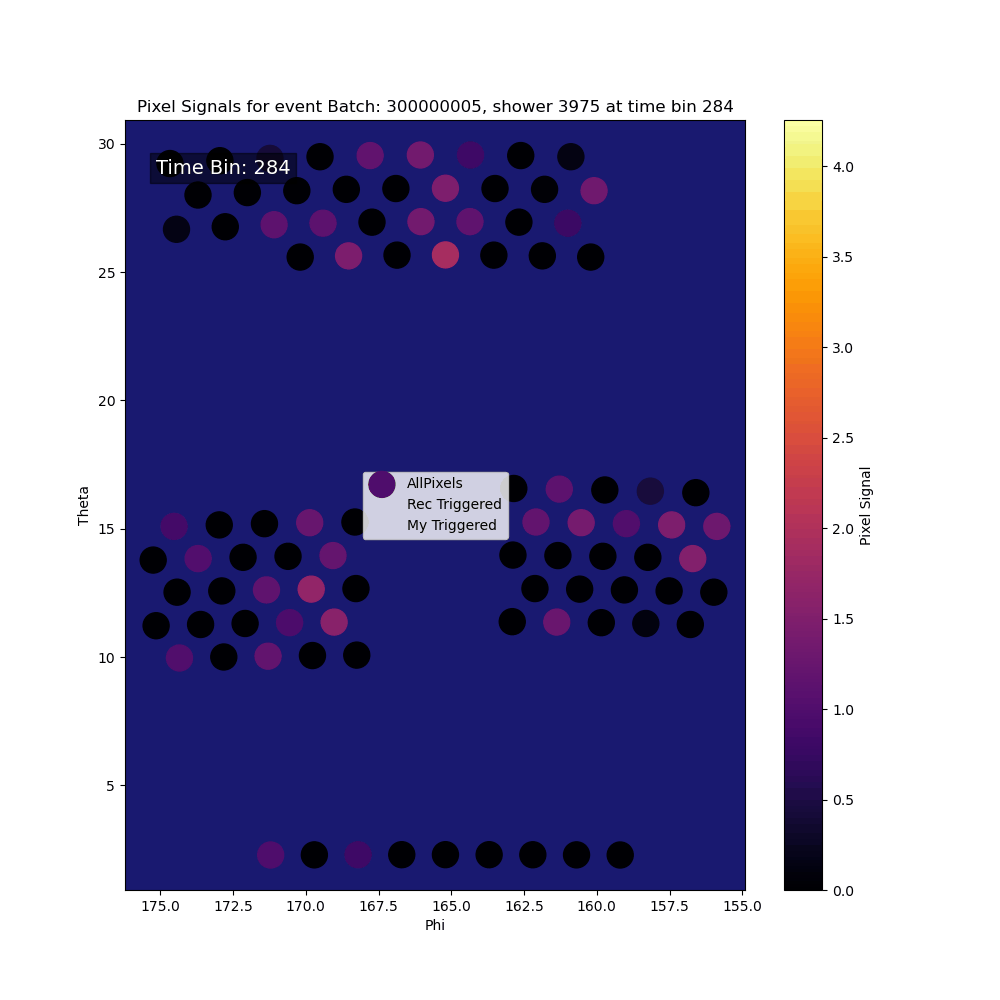 Pixel Signals for event Batch: 300000005, shower 3975 at time bin 284
Time Bin: 284
30
25
20
15
10
5
Theta
AllPixels
Rec Triggered
My Triggered
175.0 172.5 170.0 167.5 165.0 162.5 160.0 157.5 155.0
Phi
4.0
3.5
3.0
2.5
2.0
1.5
1.0
0.5
0.0
Pixel Signal